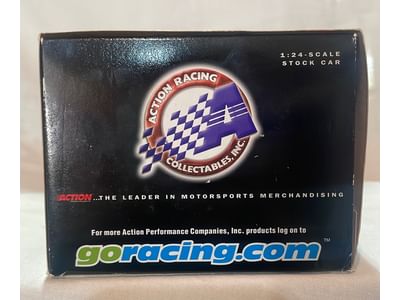 1:24-SCALE
STOCK CAR
ACTION RACING
A
COLLECTABLES, INC.
ACTION...THE LEADER IN MOTORSPORTS MERCHANDISING
For more Action Performance Companies, Inc. products log on to
goracing.com™